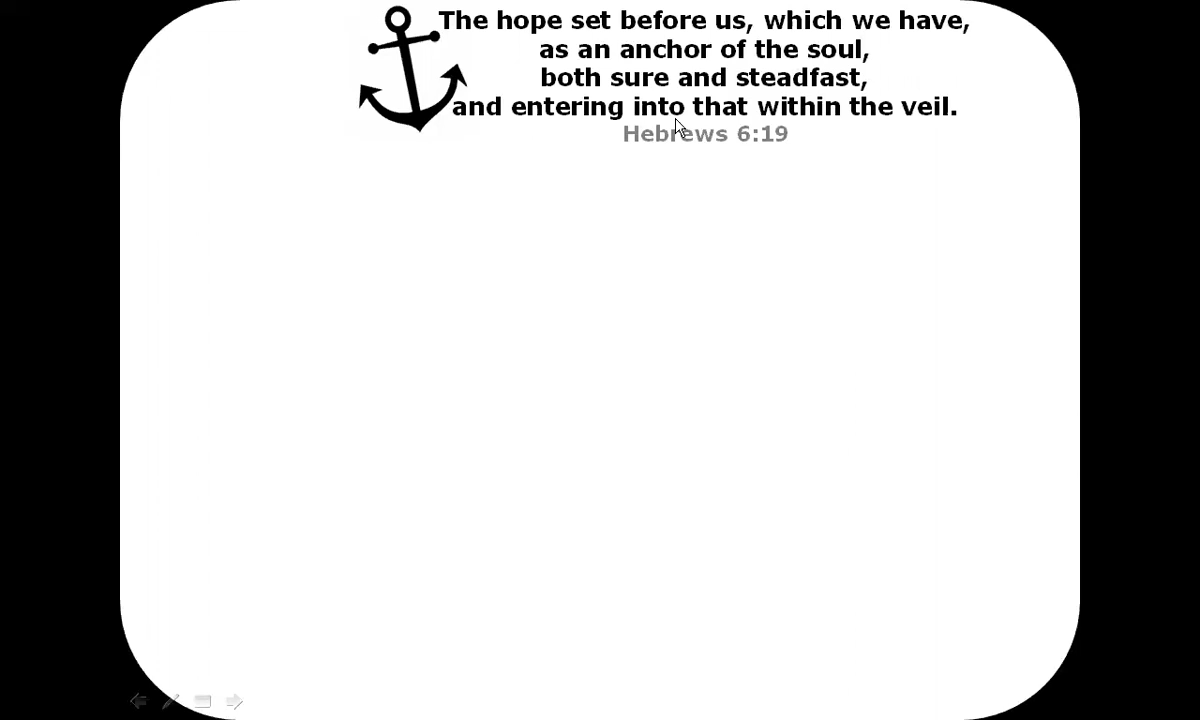 The hope set before us, which we have,
as an anchor of the soul,
both sure and steadfast,
and entering into that within the veil.
Hebrews 6:19